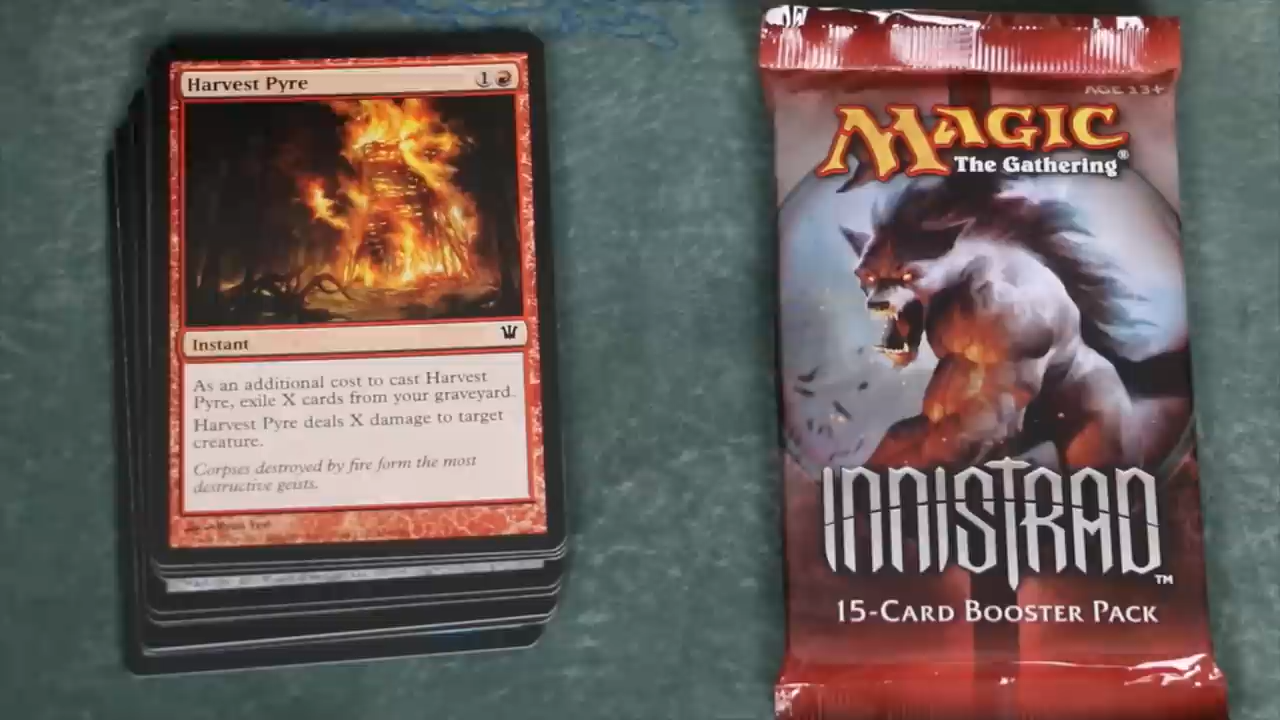 Harvest Pyre 1
Instant
As an additional cost to cast Harvest
Pyre, exile X cards from your graveyard.
Harvest Pyre deals X damage to target
creature.
Corpses destroyed by fire form the most
destructive geists.
AGE 13+
MAGIC
The Gathering®
INNISTRAD™
15-CARD BOOSTER PACK